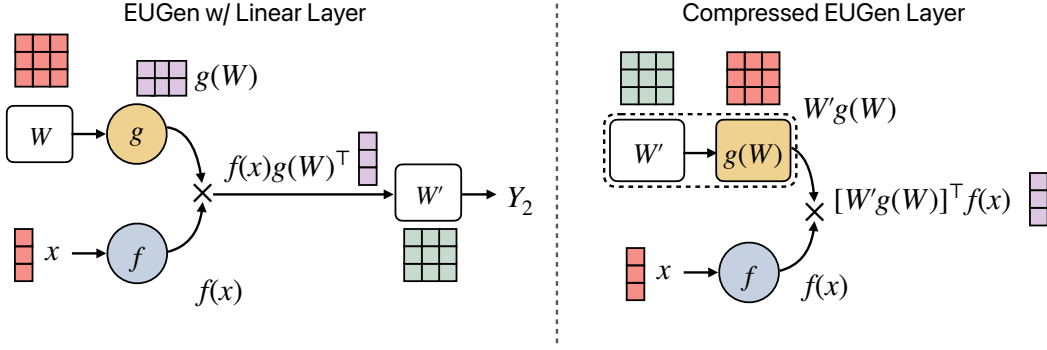 EUGen w/ Linear Layer
g(W)
W
g
f(x)g(W)⊤
W′
Y₂
x
f
f(x)
Compressed EUGen Layer
W′g(W)
W′
g(W)
[W′g(W)]⊤f(x)
x
f
f(x)